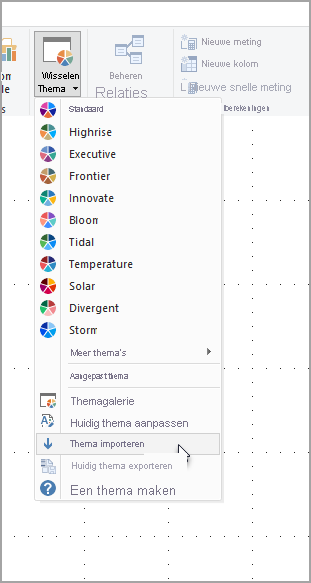 om
le
s
Wisselen
Thema
Beheren
Relaties
Nieuwe meting
Nieuwe kolom
Nieuwe snelle meting
berekeningen
Standaard
Highrise
Executive
Frontier
Innovate
Bloom
Tidal
Temperature
Solar
Divergent
Storm
Meer thema's
Aangepast thema
Themagalerie
Huidig thema aanpassen
Thema importeren
Huidig thema exporteren
Een thema maken